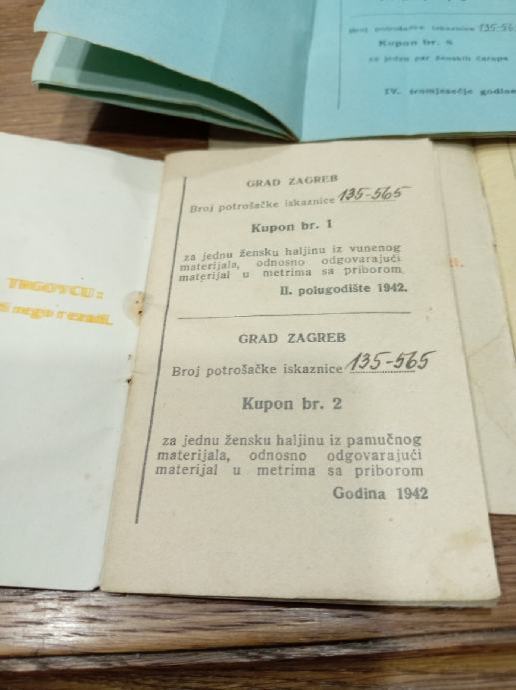 Broj potrošačke iskaznice 135-565
Kupon br.
za jedan par ženskih čarapa
IV. tromjesečje godine
TRGOVCU:
nego
GRAD ZAGREB
Broj potrošačke iskaznice 135-565
Kupon br. 1
za jednu žensku haljinu iz vunenog
materijala, odnosno odgovarajući
materijal u metrima sa priborom
II. polugodište 1942.
GRAD ZAGREB
Broj potrošačke iskaznice 135-565
Kupon br. 2
za jednu žensku haljinu iz pamučnog
materijala, odnosno odgovarajući
materijal u metrima sa priborom
Godina 1942